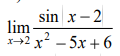 lim x→2 sin|x − 2| / x² − 5x + 6